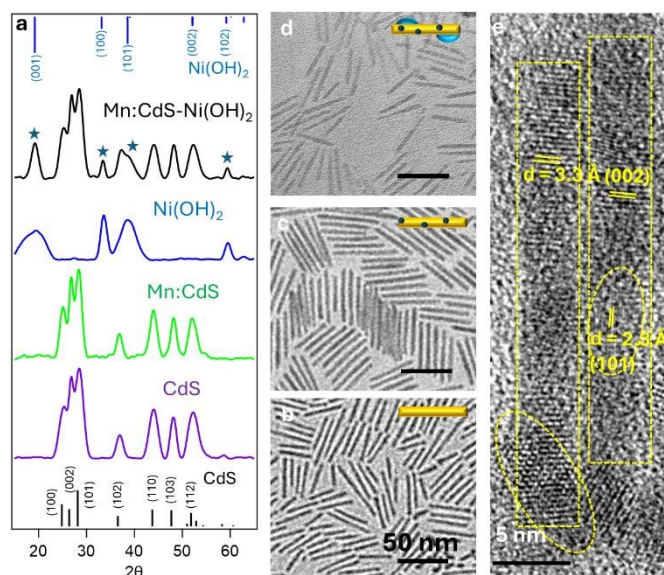 a
(001)
(100)
(101)
(002)
(102)
Ni(OH)2
Mn:CdS-Ni(OH)2
Ni(OH)2
Mn:CdS
CdS
CdS
(100)
(002)
(101)
(102)
(110)
(103)
(112)
20 30 40 50 60
2θ
d
c
b
50 nm
e
d = 3.3 Å (002)
d = 2.3 Å
(101)
5 nm